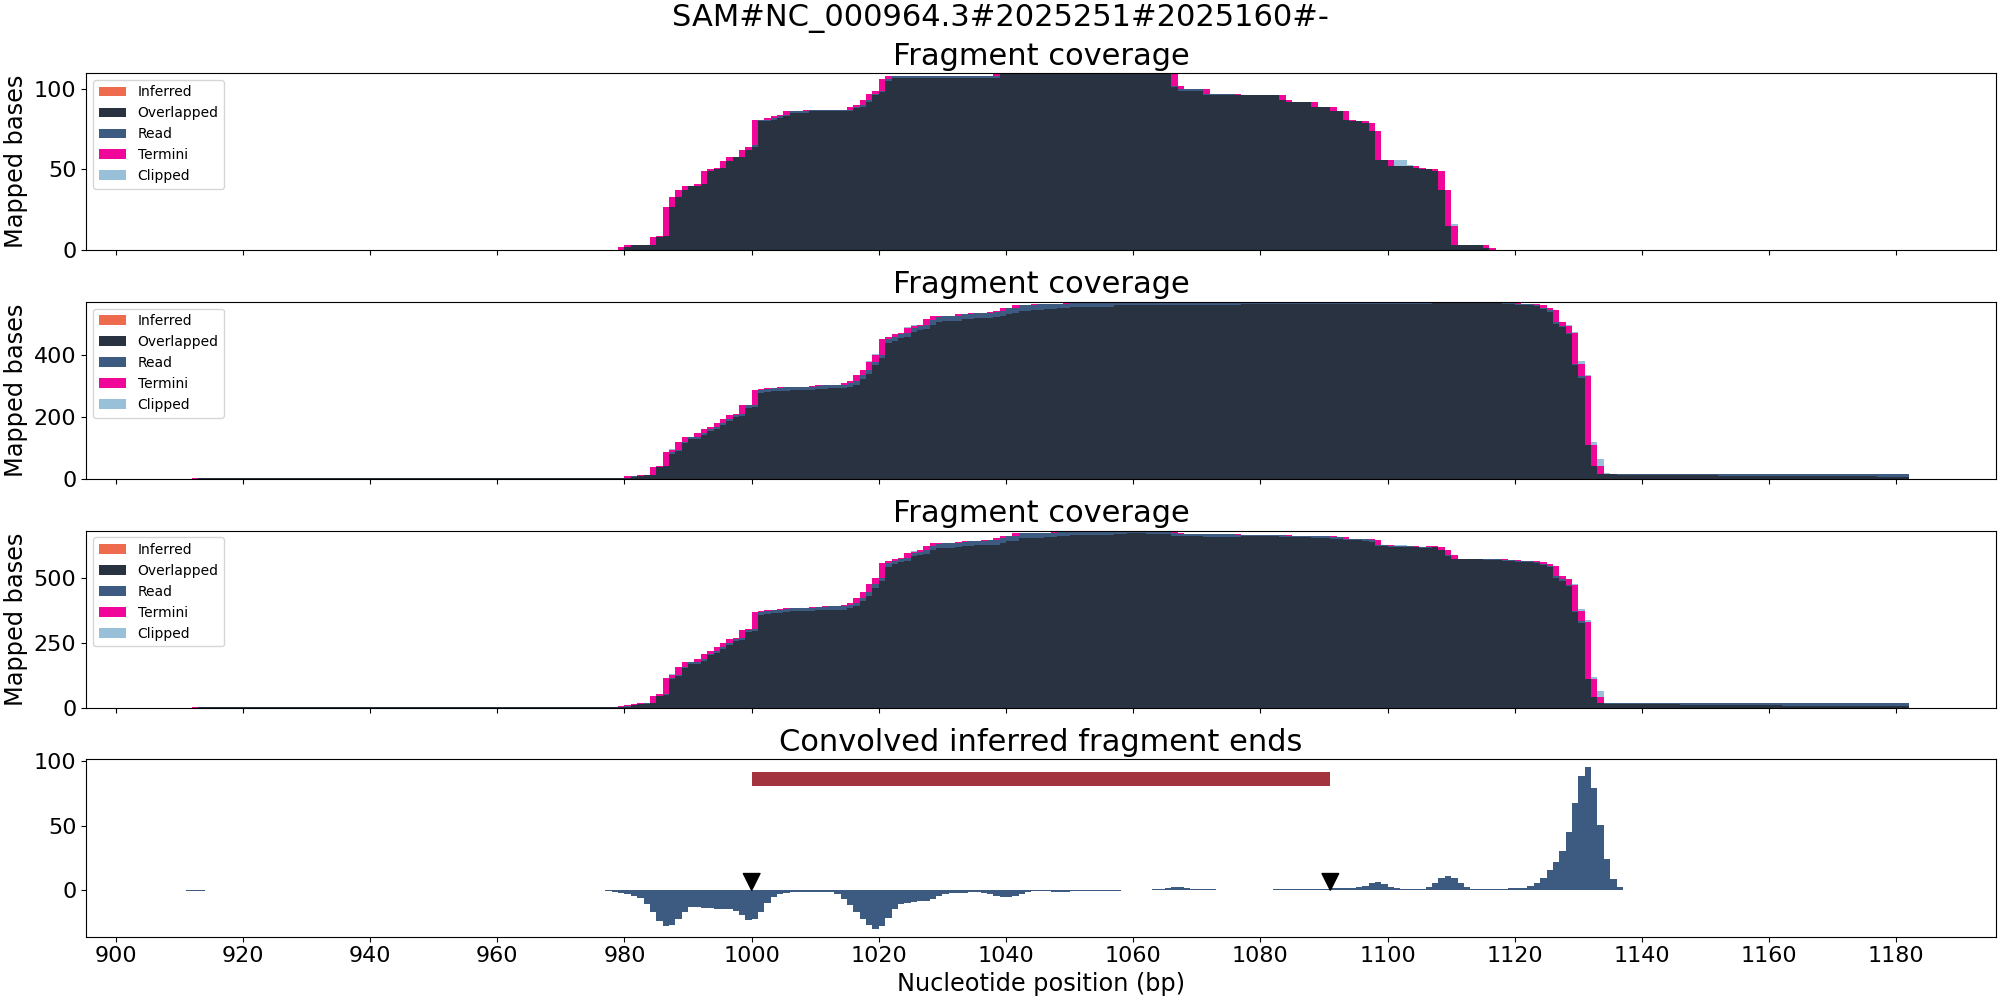 SAM#NC_000964.3#2025251#2025160#-
Fragment coverage
Mapped bases
100
50
0
Inferred
Overlapped
Read
Termini
Clipped
Fragment coverage
Mapped bases
400
200
0
Inferred
Overlapped
Read
Termini
Clipped
Fragment coverage
Mapped bases
500
250
0
Inferred
Overlapped
Read
Termini
Clipped
Convolved inferred fragment ends
100
50
0
900 920 940 960 980 1000 1020 1040 1060 1080 1100 1120 1140 1160 1180
Nucleotide position (bp)